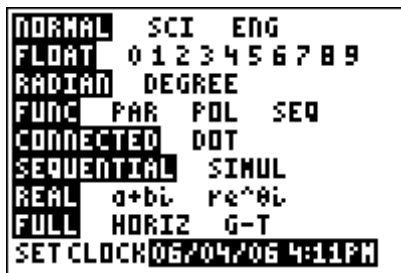 NORMAL SCI ENG
FLOAT 0 1 2 3 4 5 6 7 8 9
RADIAN DEGREE
FUNC PAR POL SEQ
CONNECTED DOT
SEQUENTIAL SIMUL
REAL a+bi re^θi
FULL HORIZ G-T
SET CLOCK 06/04/06 4:11PM